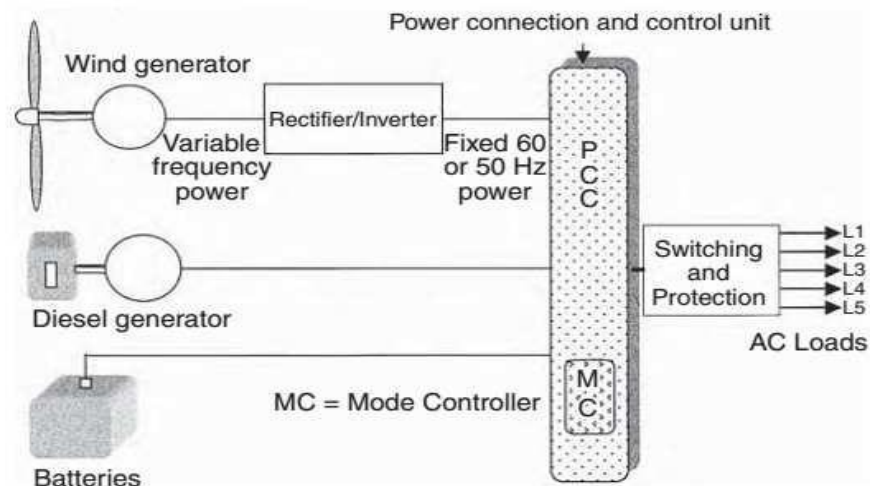 Power connection and control unit
Wind generator
Rectifier/Inverter
Variable
frequency
power
Fixed 60
or 50 Hz
power
P
C
C
Diesel generator
Switching
and
Protection
L1
L2
L3
L4
L5
AC Loads
MC = Mode Controller
M
C
Batteries